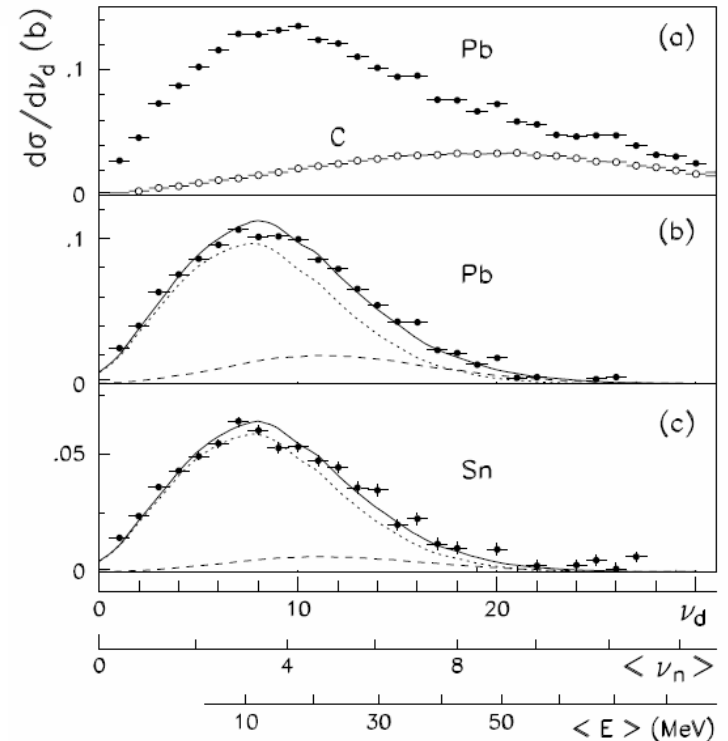 dσ/dν_d (b)
(a)
Pb
.1
C
0
(b)
.1
Pb
0
(c)
.05
Sn
0
0 10 20 ν_d
0 4 8 < ν_n >
10 30 50 < E > (MeV)